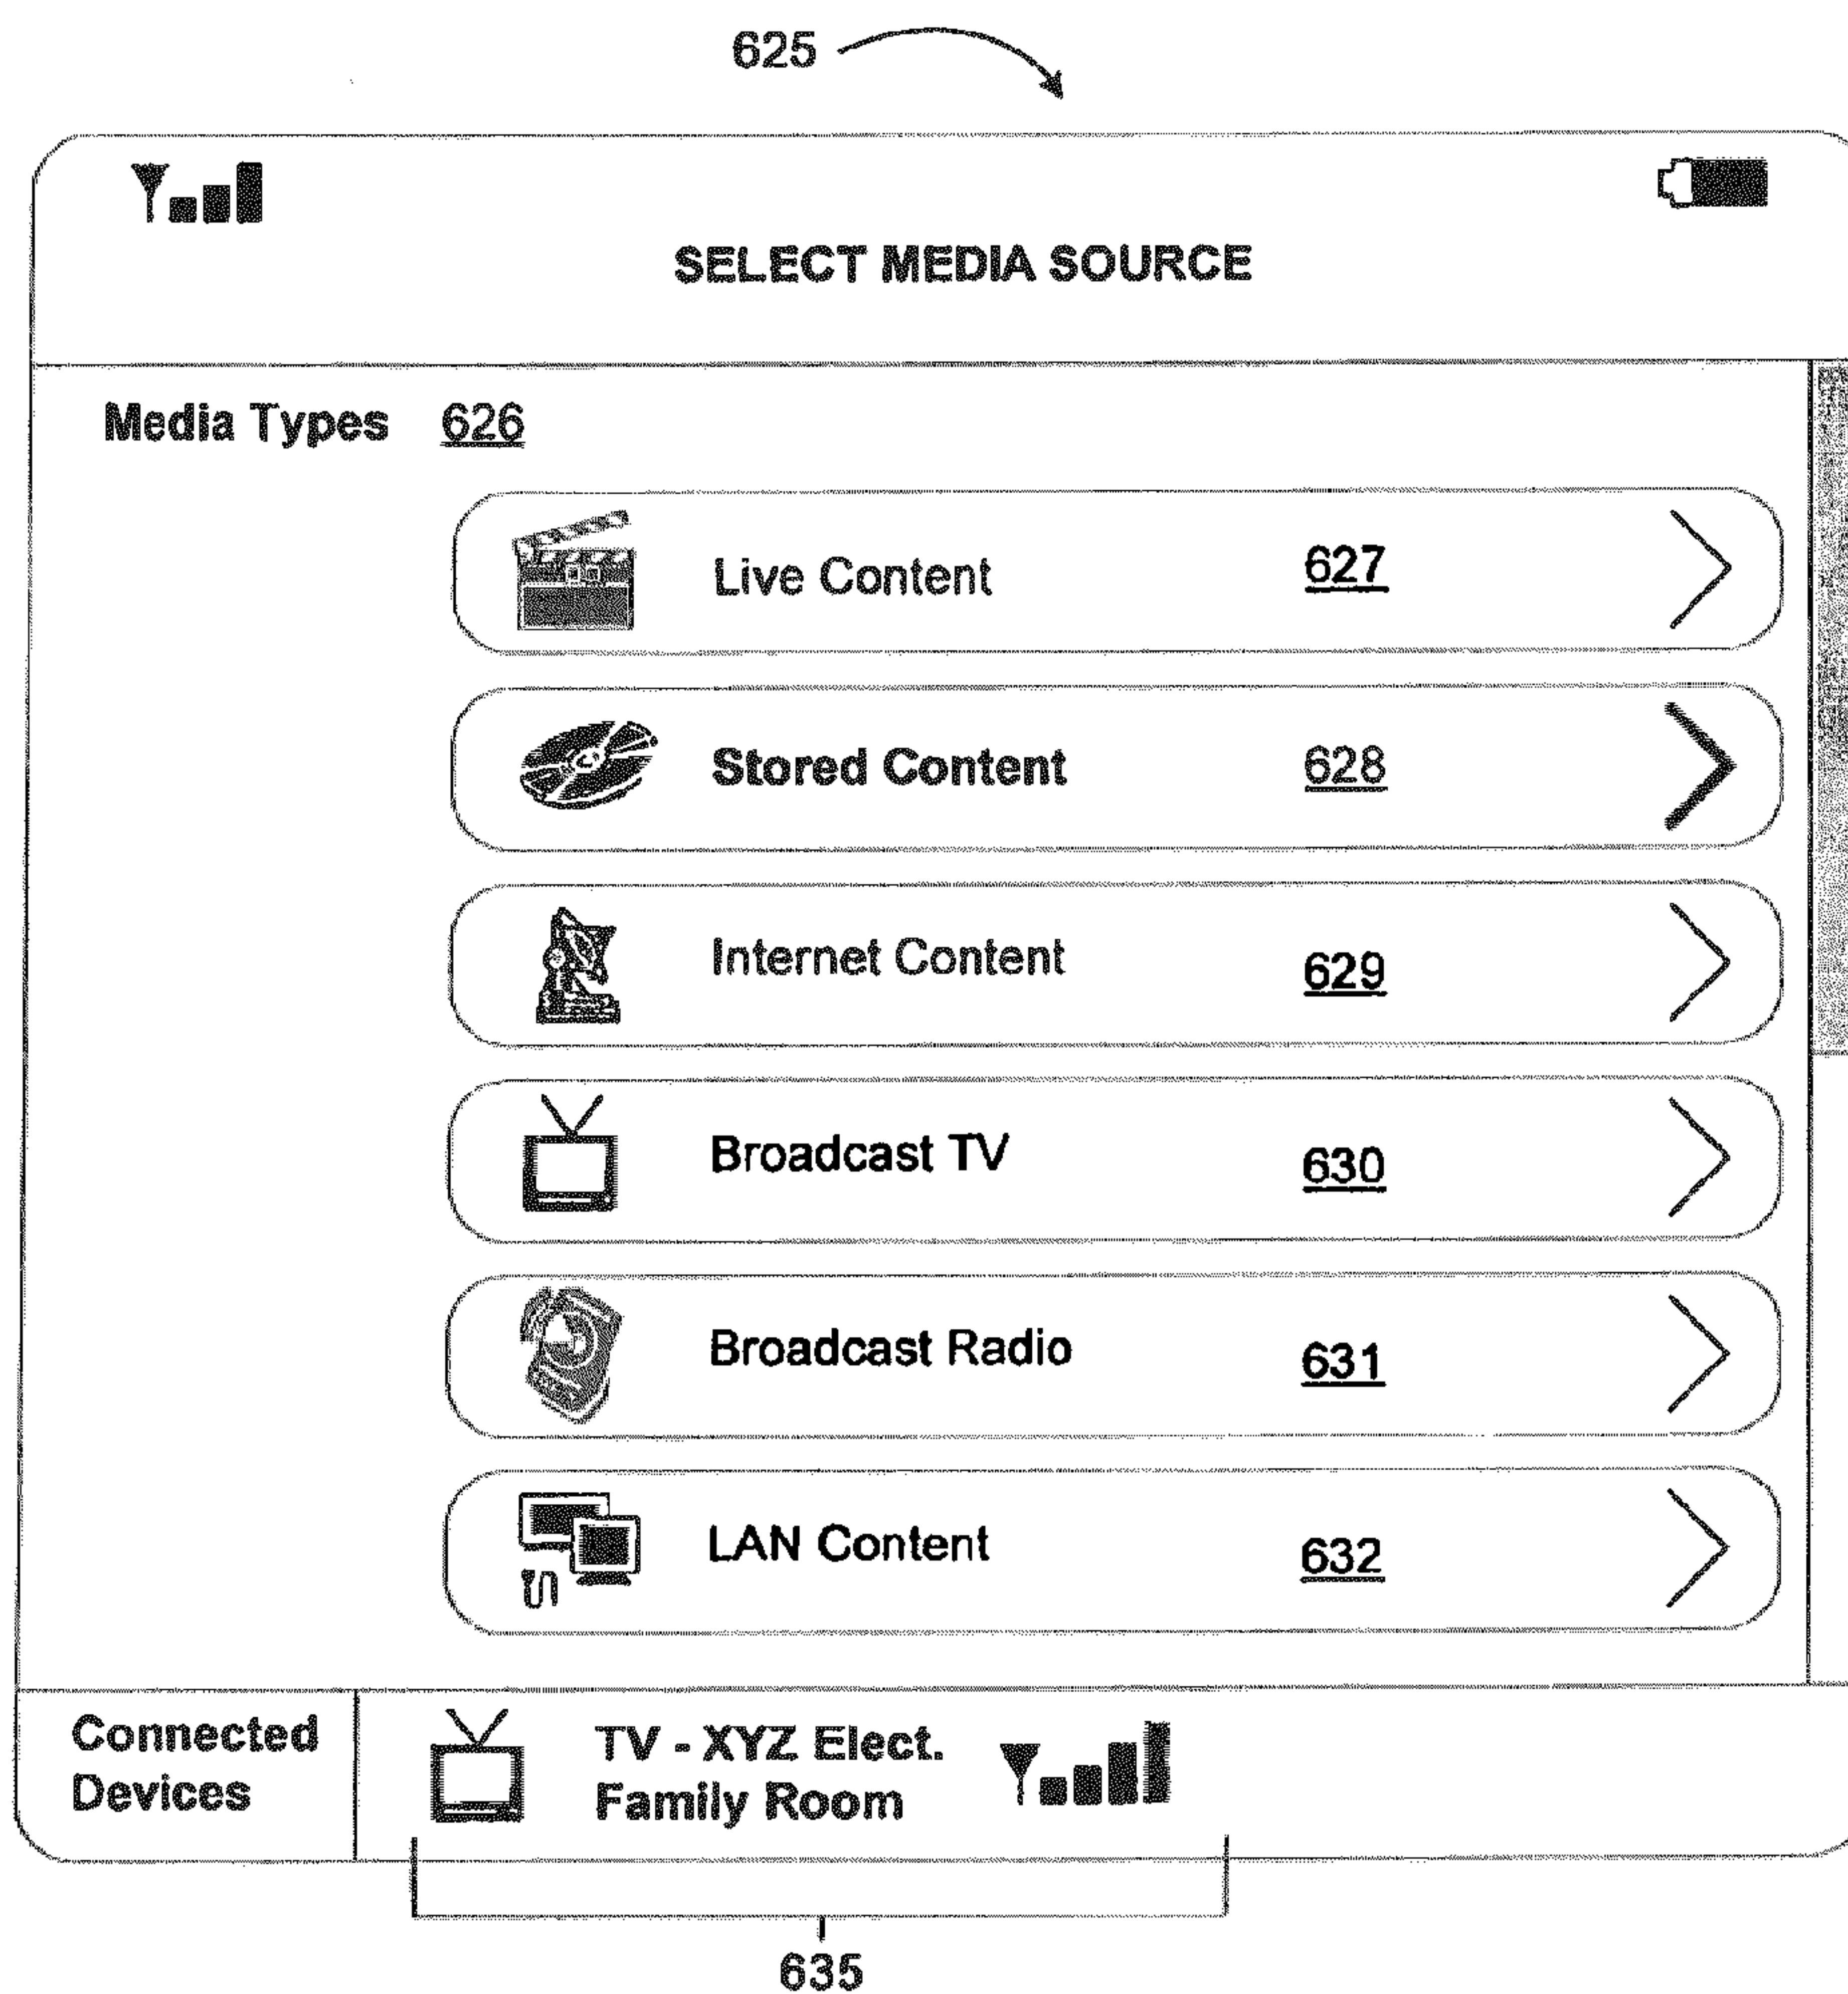 625
SELECT MEDIA SOURCE
Media Types 626
Live Content 627
Stored Content 628
Internet Content 629
Broadcast TV 630
Broadcast Radio 631
LAN Content 632
Connected
Devices
TV - XYZ Elect.
Family Room
635